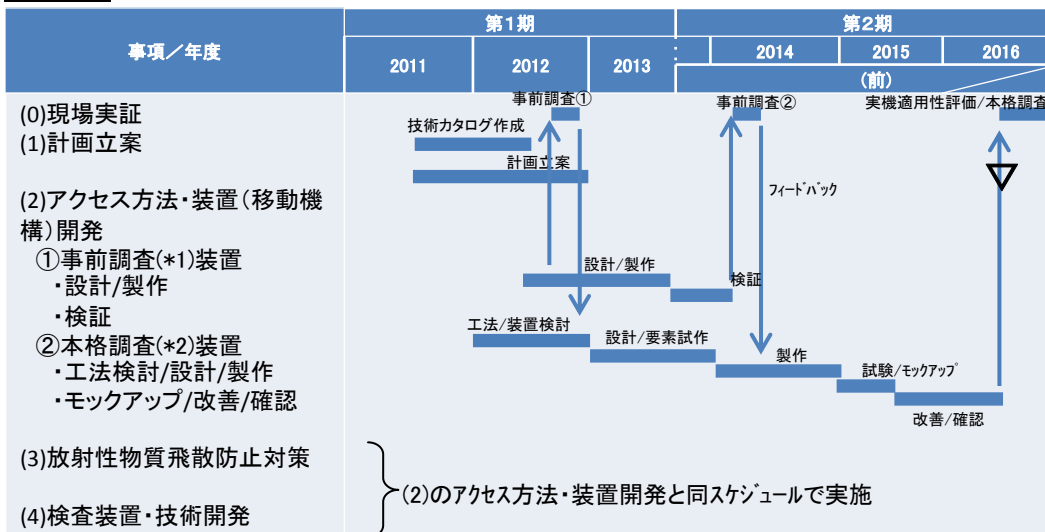 事項／年度
第1期
第2期
2011
2012
2013
2014
2015
2016
(前)
(0)現場実証
(1)計画立案
(2)アクセス方法・装置（移動機
構）開発
①事前調査(*1)装置
・設計/製作
・検証
②本格調査(*2)装置
・工法検討/設計/製作
・モックアップ/改善/確認
(3)放射性物質飛散防止対策
(4)検査装置・技術開発
事前調査①
事前調査②
実機適用性評価/本格調査
技術カタログ作成
計画立案
フィードバック
設計/製作
検証
工法/装置検討
設計/要素試作
製作
試験/モックアップ
改善/確認
(2)のアクセス方法・装置開発と同スケジュールで実施